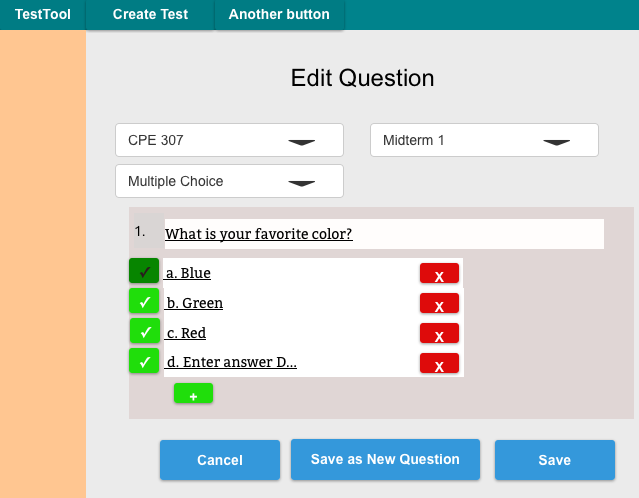 TestTool Create Test Another button
Edit Question
CPE 307 Midterm 1
Multiple Choice
1. What is your favorite color?
✓ a. Blue X
✓ b. Green X
✓ c. Red X
✓ d. Enter answer D... X
+
Cancel Save as New Question Save